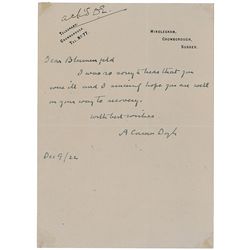 TELEGRAMS:
CROWBOROUGH.
TEL. Nº 77.
WINDLESHAM,
CROWBOROUGH,
SUSSEX.
Dear Blumenfeld
I was so sorry to hear that you
were ill and I sincerely hope you are well
on your way to recovery.
With best wishes
A Conan Doyle
Dec 9/22